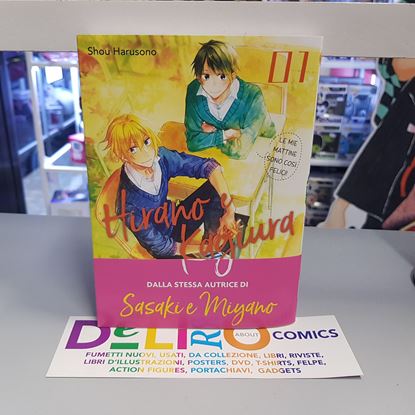 Shou Harusono
01
LE MIE
MATTINE
SONO COSÌ
FELICI!
Hirano e
Kagiura
DALLA STESSA AUTRICE DI
Sasaki e Miyano
DELIRO ABOUT COMICS
FUMETTI NUOVI, USATI, DA COLLEZIONE, LIBRI, RIVISTE,
LIBRI D'ILLUSTRAZIONI, POSTERS, DVD, T-SHIRTS, FELPE,
ACTION FIGURES, PORTACHIAVI, GADGETS